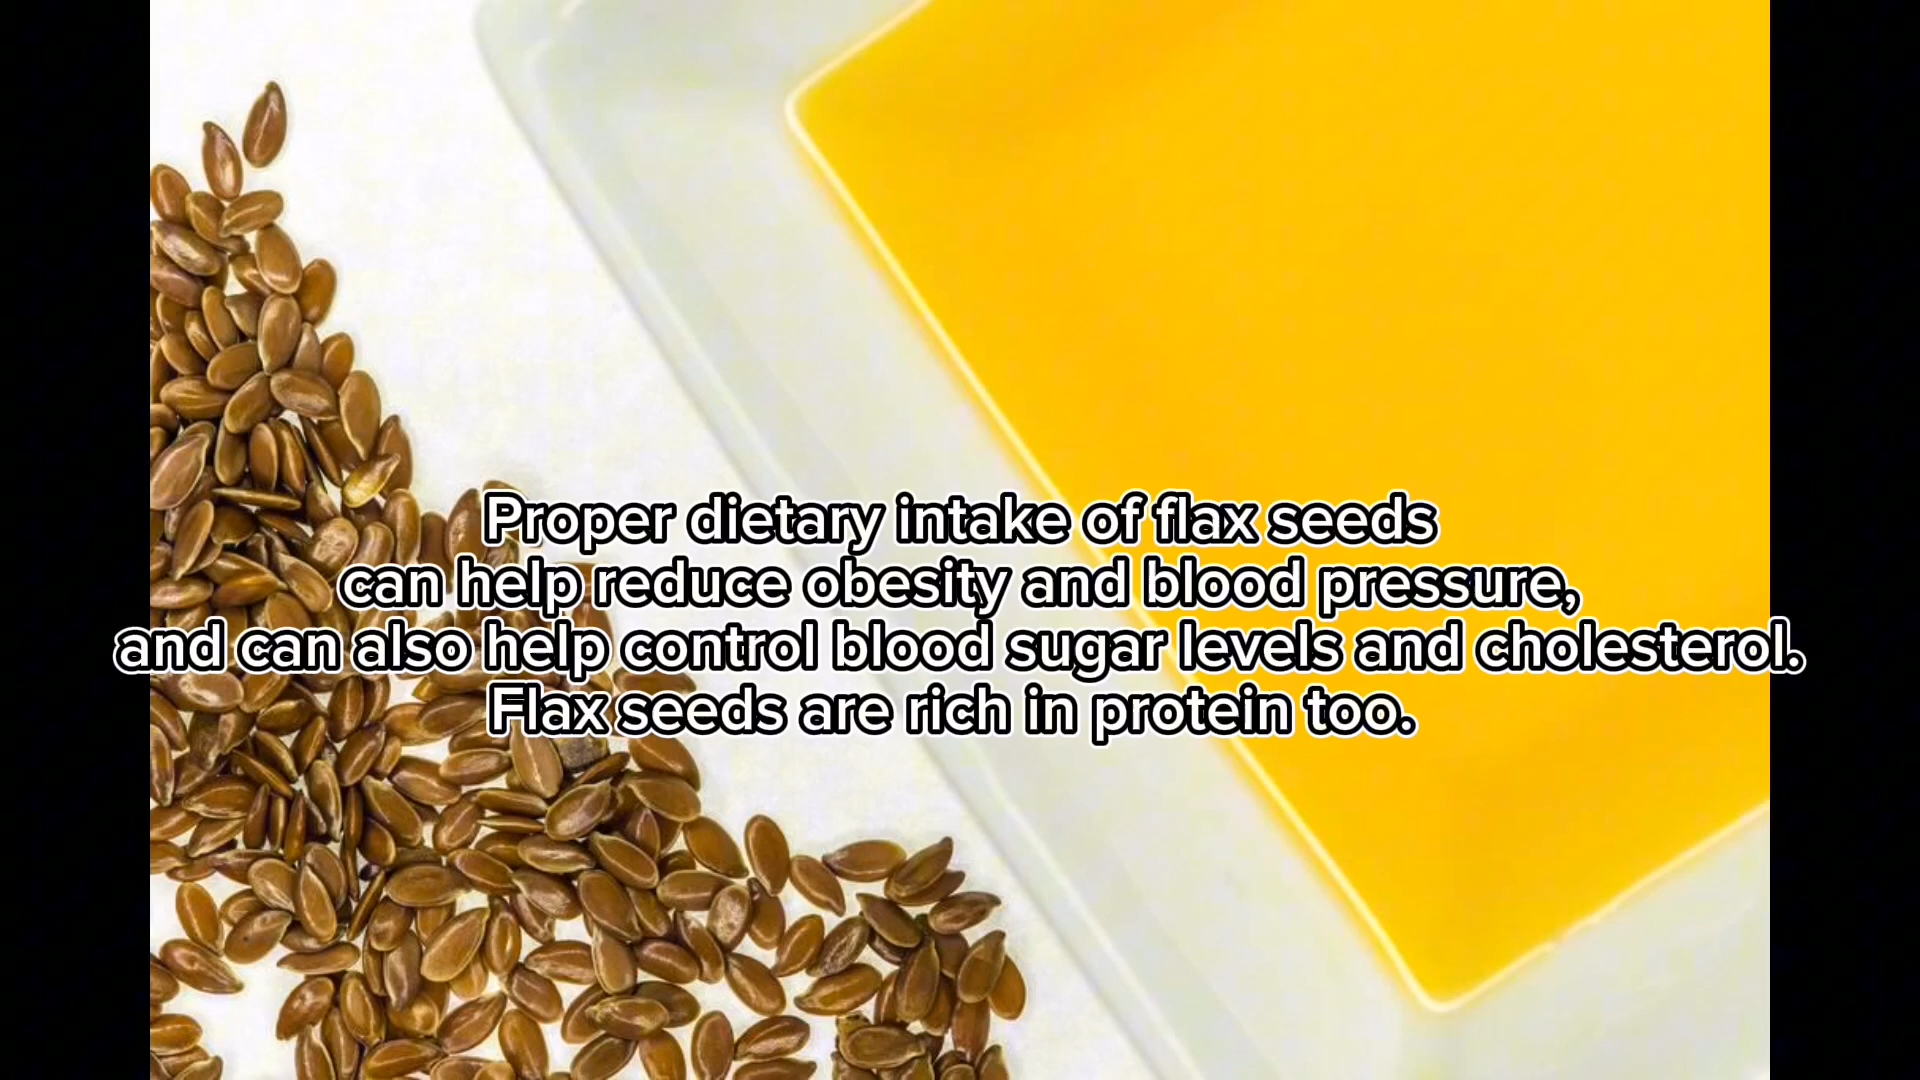 Proper dietary intake of flax seeds
can help reduce obesity and blood pressure,
and can also help control blood sugar levels and cholesterol.
Flax seeds are rich in protein too.